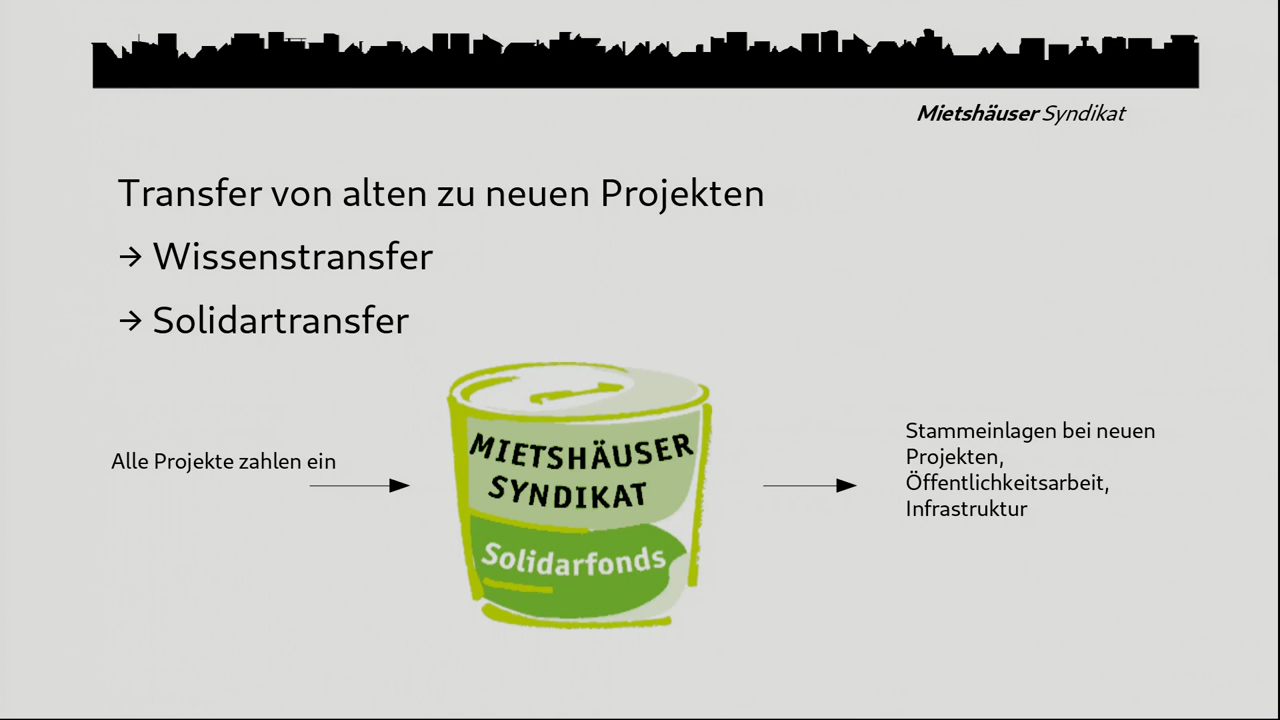 Mietshäuser Syndikat
Transfer von alten zu neuen Projekten
→ Wissenstransfer
→ Solidartransfer
Alle Projekte zahlen ein
MIETSHÄUSER
SYNDIKAT
Solidarfonds
Stammeinlagen bei neuen
Projekten,
Öffentlichkeitsarbeit,
Infrastruktur